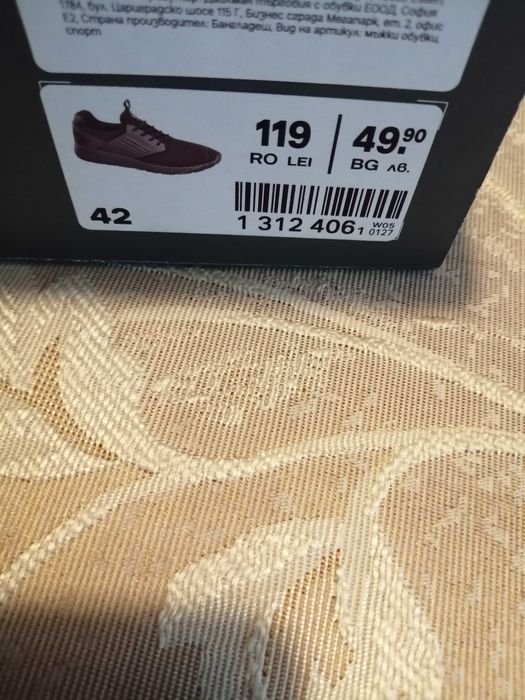 178А, бул. Цариградско шосе 115 Г, Бизнес сграда Мегапарк, ет. 2, офис
Е2, Страна производител: Бангладеш, Вид на артикул: мъжки обувки,
спорт
119
RO LEI
49.90
BG лв.
42
1 312 406 1
W05
0127